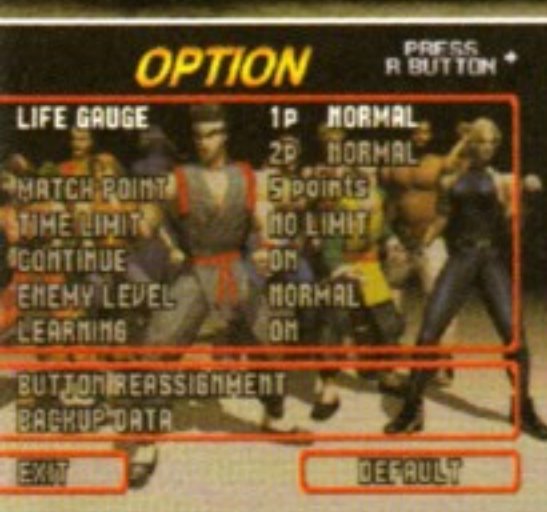 OPTION
PRESS
R BUTTON
LIFE GAUGE 1P NORMAL
2P NORMAL
MATCH POINT 5 points
TIME LIMIT NO LIMIT
CONTINUE ON
ENEMY LEVEL NORMAL
LEARNING ON
BUTTON REASSIGNMENT
BACKUP DATA
EXIT DEFAULT